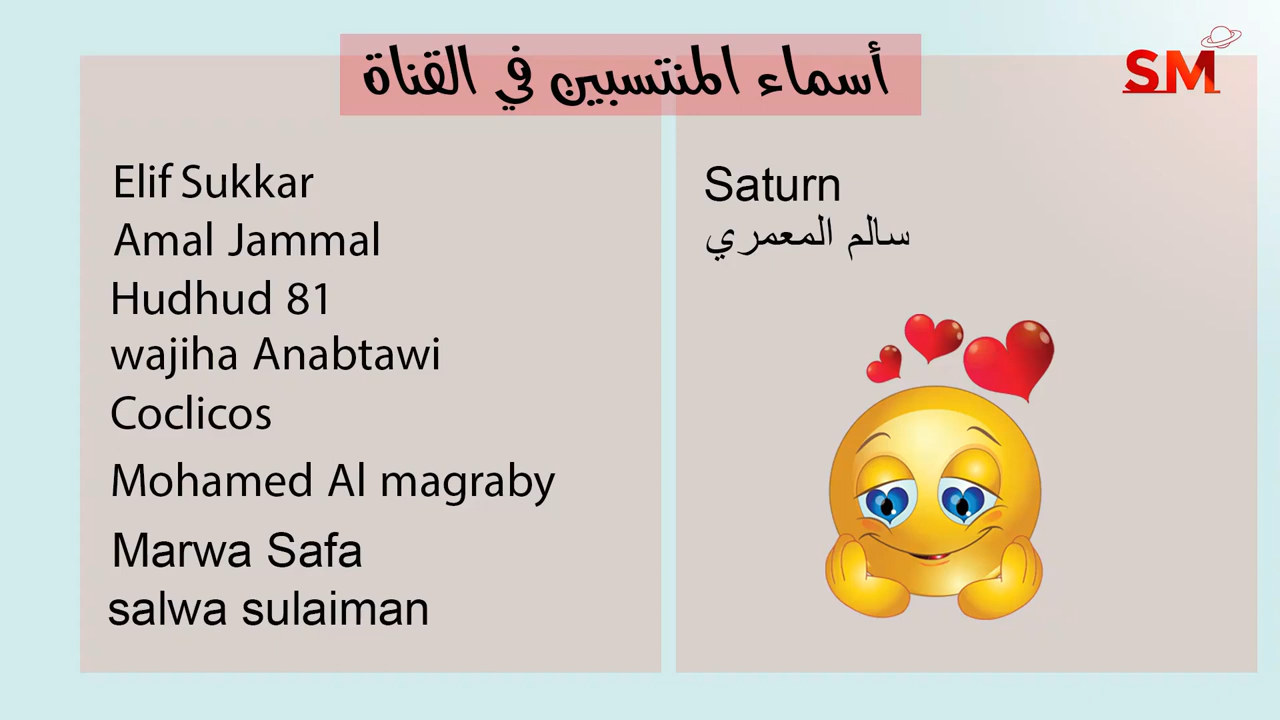 أسماء المنتسبين في القناة
SM
Elif Sukkar
Amal Jammal
Hudhud 81
wajiha Anabtawi
Coclicos
Mohamed Al magraby
Marwa Safa
salwa sulaiman
Saturn
سالم المعمري